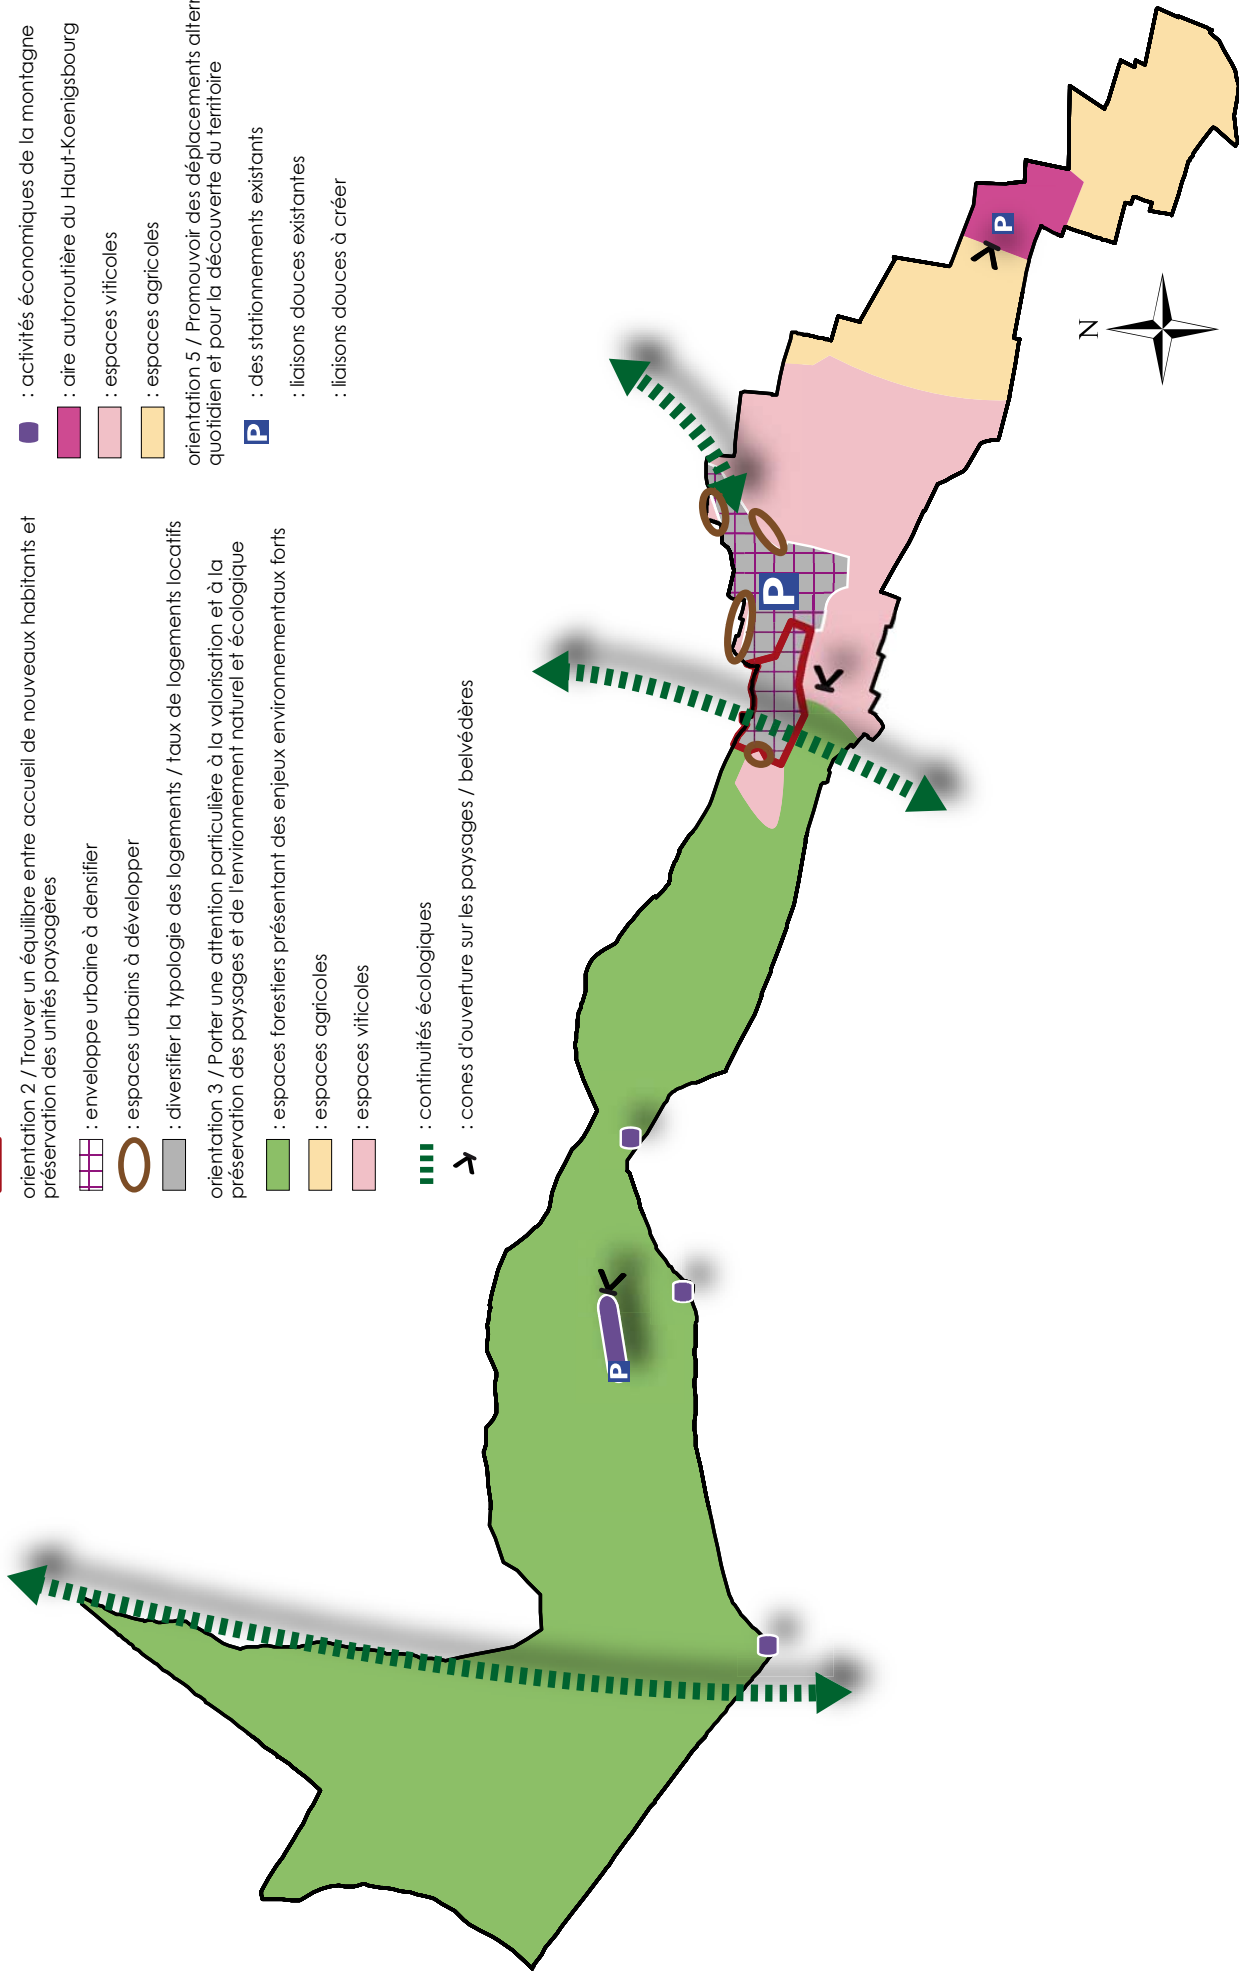 orientation 2 / Trouver un équilibre entre accueil de nouveaux habitants et
préservation des unités paysagères
: enveloppe urbaine à densifier
: espaces urbains à développer
: diversifier la typologie des logements / taux de logements locatifs
orientation 3 / Porter une attention particulière à la valorisation et à la
préservation des paysages et de l'environnement naturel et écologique
: espaces forestiers présentant des enjeux environnementaux forts
: espaces agricoles
: espaces viticoles
: continuités écologiques
: cones d'ouverture sur les paysages / belvédères
: activités économiques de la montagne
: aire autoroutière du Haut-Koenigsbourg
: espaces viticoles
: espaces agricoles
orientation 5 / Promouvoir des déplacements
quotidien et pour la découverte du territoire
P : des stationnements existants
: liaisons douces existantes
: liaisons douces à créer
P
P
P
N